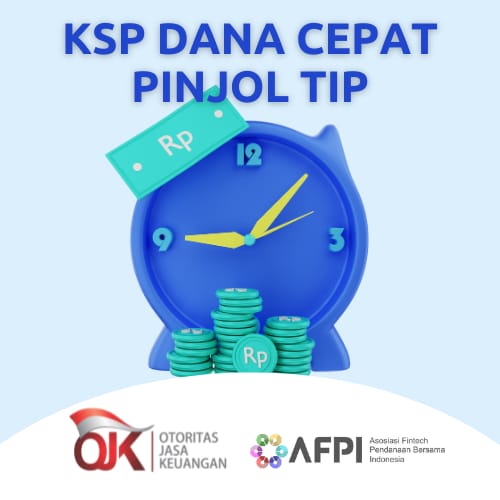 KSP DANA CEPAT
PINJOL TIP
Rp
12
9
3
Rp
OJK OTORITAS
JASA
KEUANGAN
AFPI
Asosiasi Fintech
Pendanaan Bersama
Indonesia